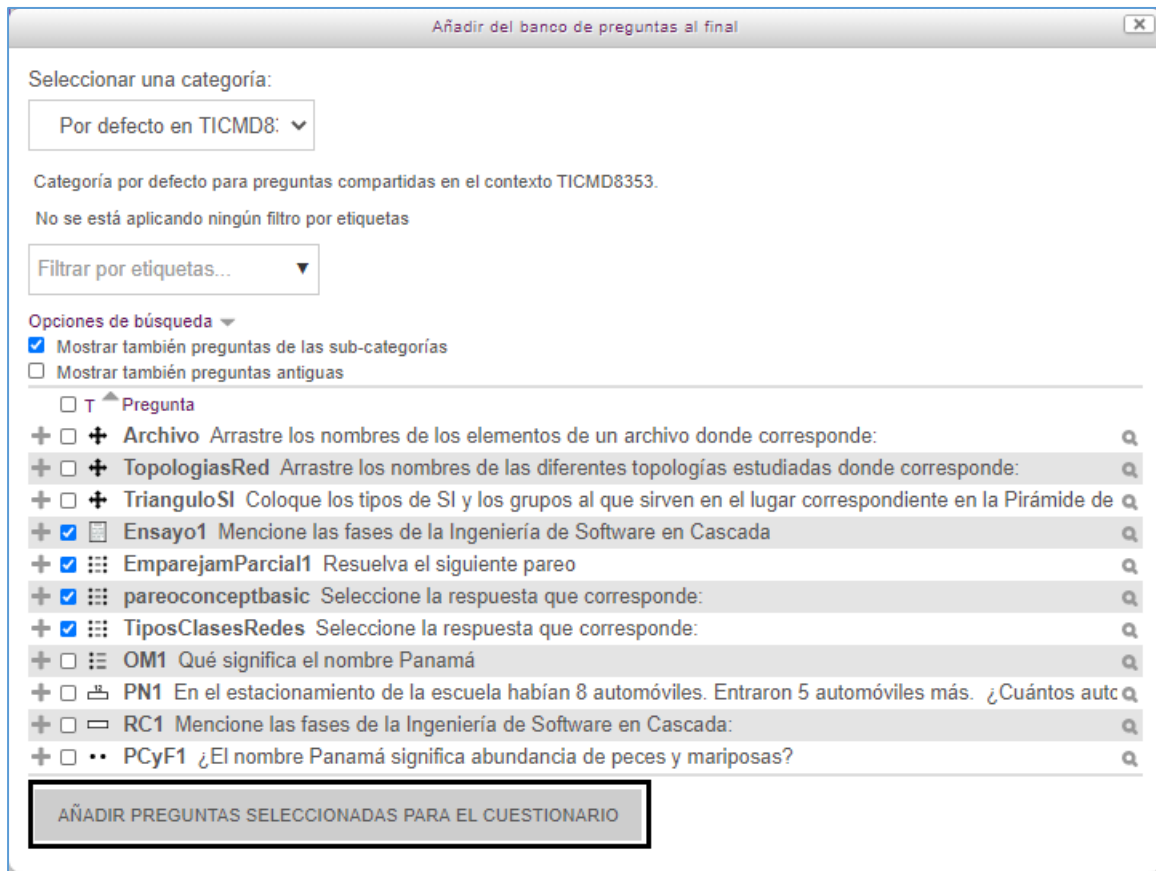 Añadir del banco de preguntas al final
Seleccionar una categoría:
Por defecto en TICMD8:
Categoría por defecto para preguntas compartidas en el contexto TICMD8353.
No se está aplicando ningún filtro por etiquetas
Filtrar por etiquetas...
Opciones de búsqueda
Mostrar también preguntas de las sub-categorías
Mostrar también preguntas antiguas
T Pregunta
Archivo Arrastre los nombres de los elementos de un archivo donde corresponde:
TopologiasRed Arrastre los nombres de las diferentes topologías estudiadas donde corresponde:
TrianguloSI Coloque los tipos de SI y los grupos al que sirven en el lugar correspondiente en la Pirámide de
Ensayo1 Mencione las fases de la Ingeniería de Software en Cascada
EmparejamParcial1 Resuelva el siguiente pareo
pareoconceptbasic Seleccione la respuesta que corresponde:
TiposClasesRedes Seleccione la respuesta que corresponde:
OM1 Qué significa el nombre Panamá
PN1 En el estacionamiento de la escuela habían 8 automóviles. Entraron 5 automóviles más. ¿Cuántos auto
RC1 Mencione las fases de la Ingeniería de Software en Cascada:
PCyF1 ¿El nombre Panamá significa abundancia de peces y mariposas?
AÑADIR PREGUNTAS SELECCIONADAS PARA EL CUESTIONARIO